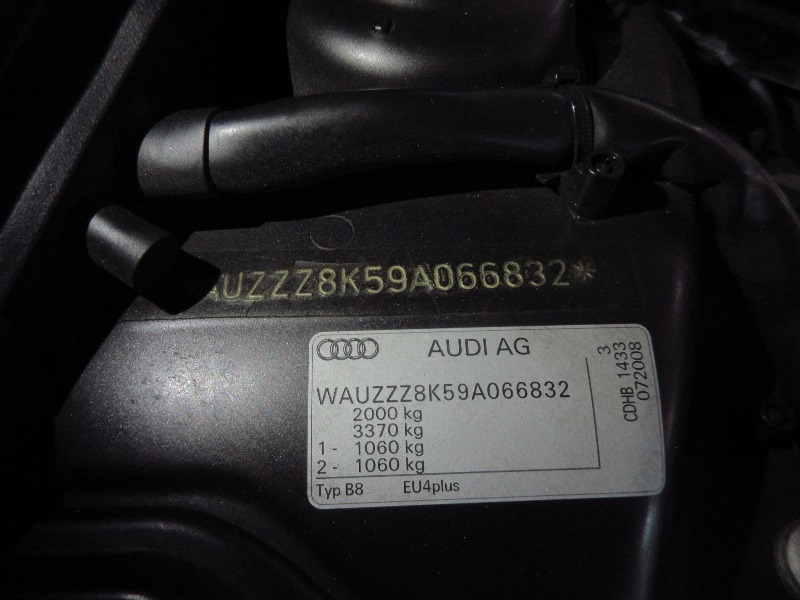 AUZZZ8K59A066832*
AUDI AG
WAUZZZ8K59A066832
2000 kg
3370 kg
1- 1060 kg
2- 1060 kg
Typ B8 EU4plus
3
CDHB 1433
072008